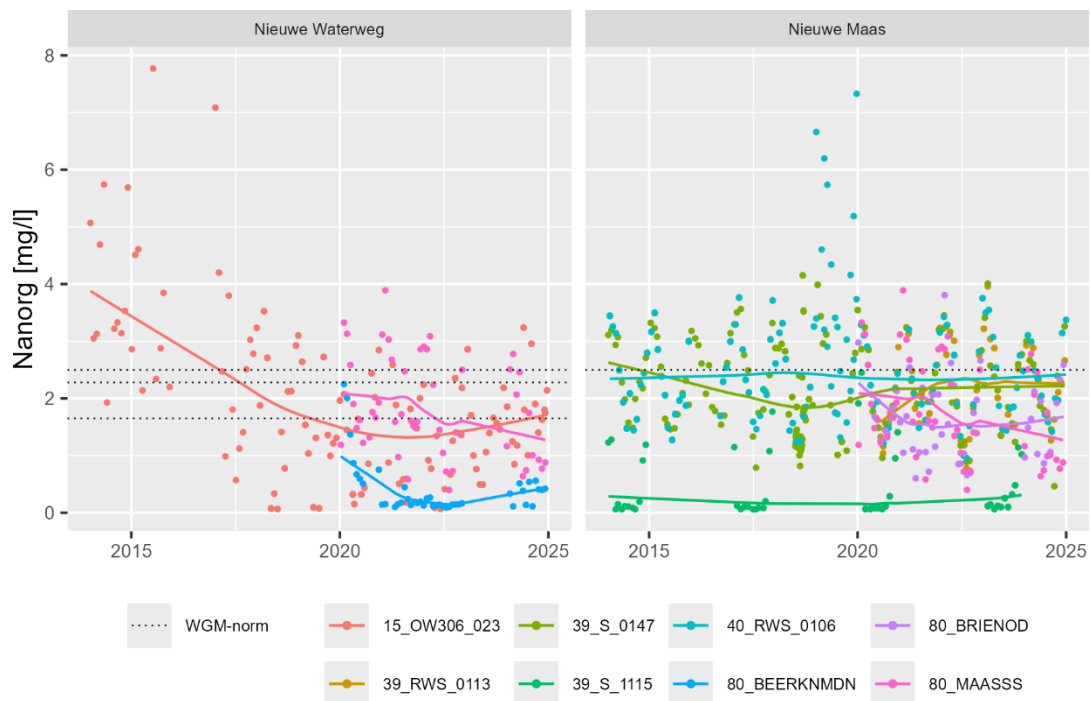 Nieuwe Waterweg Nieuwe Maas
Nanorg [mg/l]
8
6
4
2
0
2015 2020 2025 2015 2020 2025
WGM-norm 15_OW306_023 39_S_0147 40_RWS_0106 80_BRIENOD
39_RWS_0113 39_S_1115 80_BEERKNMDN 80_MAASSS